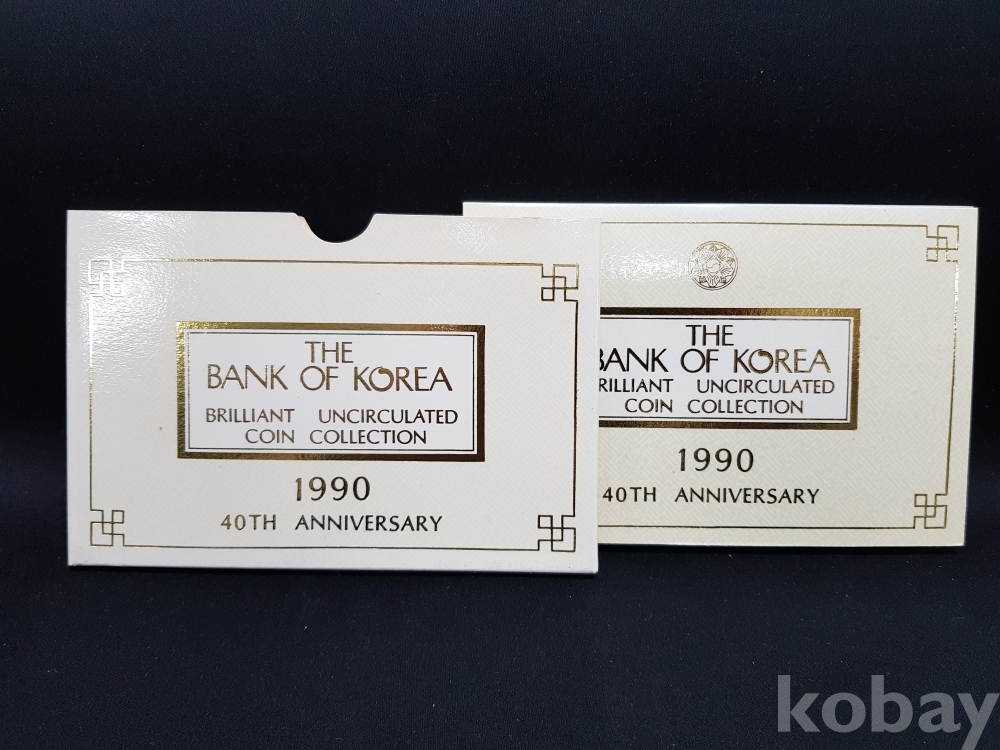 THE
BANK OF KOREA
BRILLIANT UNCIRCULATED
COIN COLLECTION
1990
40TH ANNIVERSARY
THE
BANK OF KOREA
RILLIANT UNCIRCULATED
COIN COLLECTION
1990
40TH ANNIVERSARY
kobay